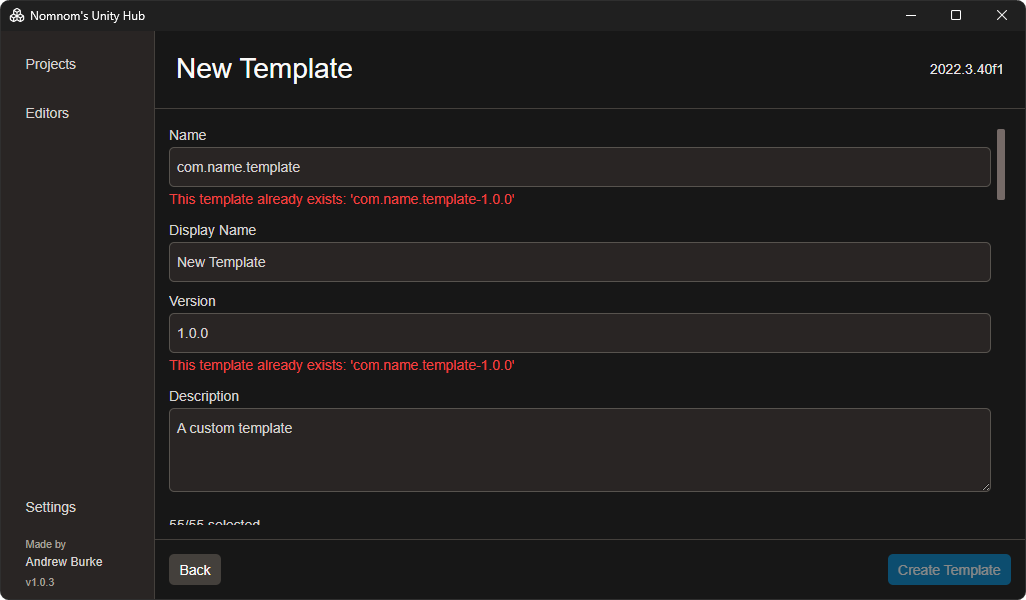 Nomnom's Unity Hub
Projects
Editors
New Template
2022.3.40f1
Name
com.name.template
This template already exists: 'com.name.template-1.0.0'
Display Name
New Template
Version
1.0.0
This template already exists: 'com.name.template-1.0.0'
Description
A custom template
55/55 selected
Settings
Made by
Andrew Burke
v1.0.3
Back
Create Template